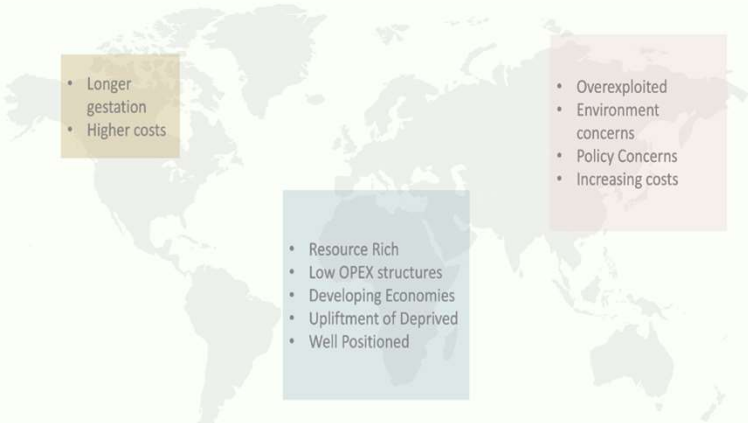 • Longer
gestation
• Higher costs
• Overexploited
• Environment
concerns
• Policy Concerns
• Increasing costs
• Resource Rich
• Low OPEX structures
• Developing Economies
• Upliftment of Deprived
• Well Positioned